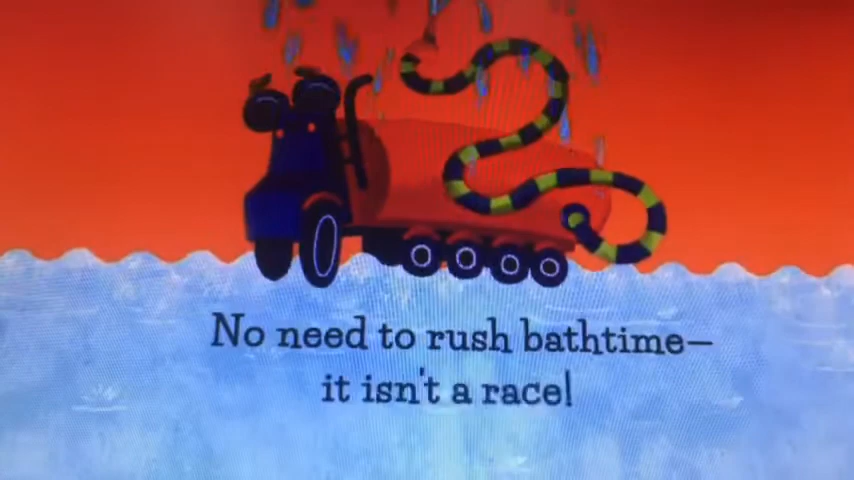 No need to rush bathtime—
it isn't a race!